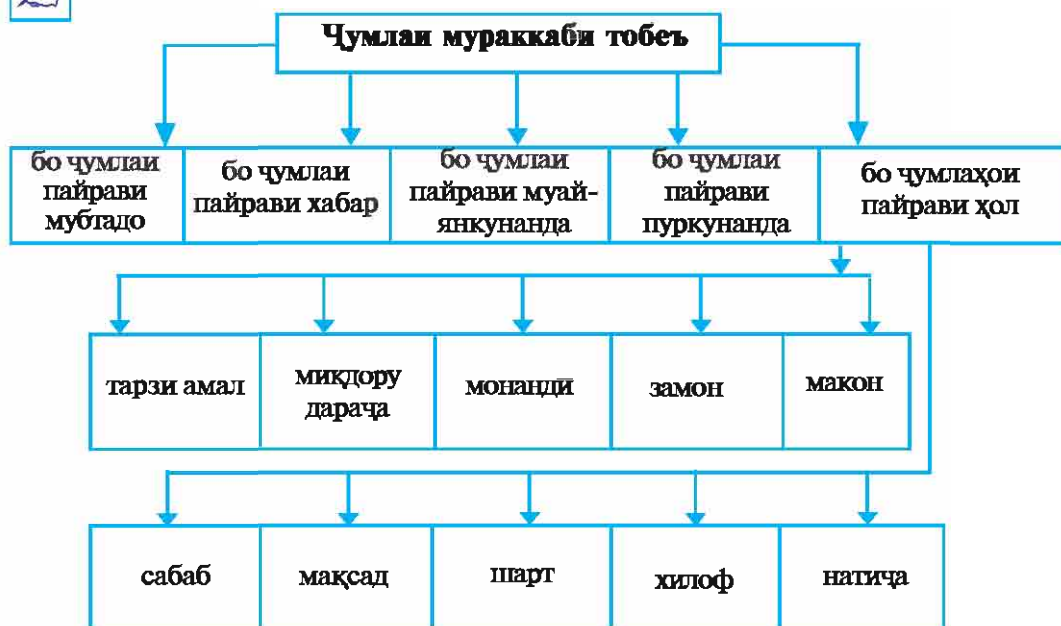 Ҷумлаи мураккаби тобеъ
бо ҷумлаи
пайрави
мубтадо
бо ҷумлаи
пайрави хабар
бо ҷумлаи
пайрави муай-
янкунанда
бо ҷумлаи
пайрави
пуркунанда
бо ҷумлаҳои
пайрави ҳол
тарзи амал
миқдору
дараҷа
монандӣ
замон
макон
сабаб
мақсад
шарт
хилоф
натиҷа